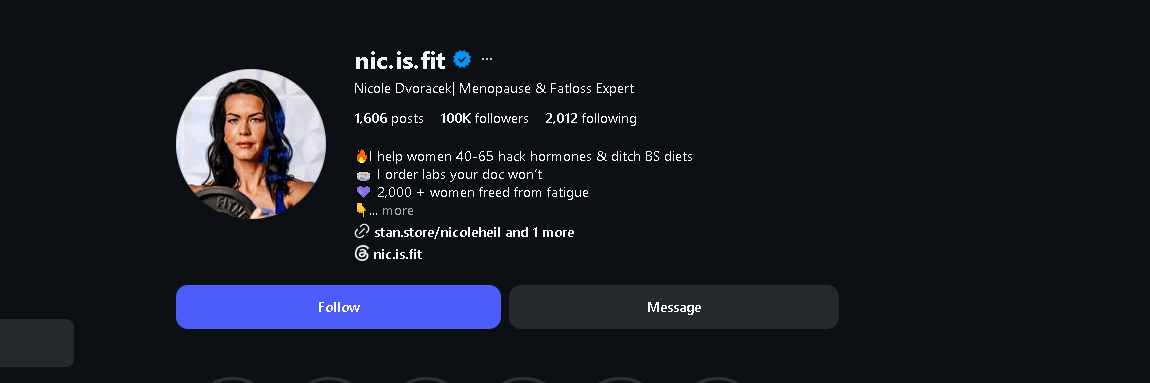 nic.is.fit
Nicole Dvoracek| Menopause & Fatloss Expert
1,606 posts 100K followers 2,012 following
🔥I help women 40-65 hack hormones & ditch BS diets
🧫 I order labs your doc won't
💜 2,000 + women freed from fatigue
👇... more
stan.store/nicoleheil and 1 more
nic.is.fit
Follow Message